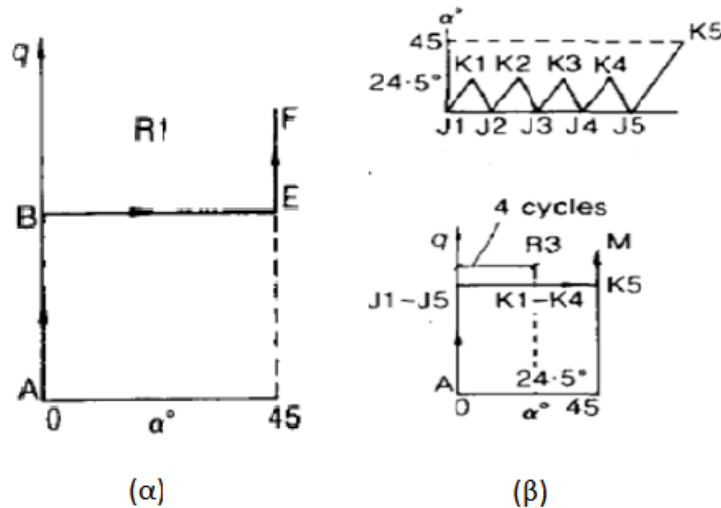 q
R1
F
B
E
A
0
α°
45
(α)
α°
45
K5
K1 K2 K3 K4
24·5°
J1 J2 J3 J4 J5
4 cycles
q
R3
M
J1-J5
K1-K4
K5
A
24·5°
0
α°
45
(β)